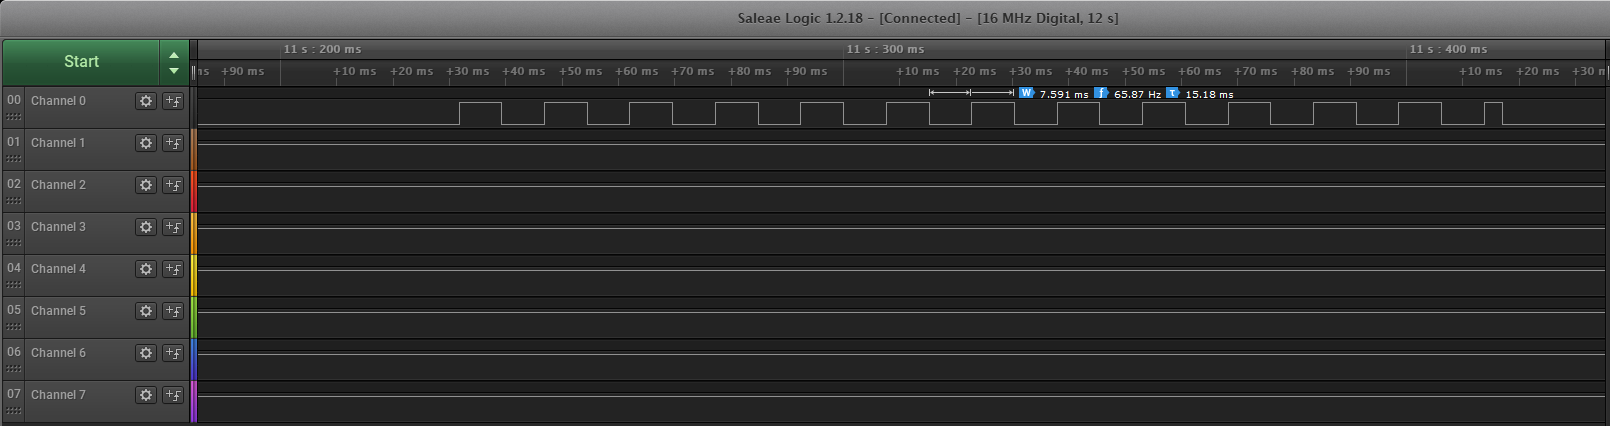 Saleae Logic 1.2.18 - [Connected] - [16 MHz Digital, 12 s]
Start
11 s : 200 ms 11 s : 300 ms 11 s : 400 ms
ms +90 ms +10 ms +20 ms +30 ms +40 ms +50 ms +60 ms +70 ms +80 ms +90 ms +10 ms +20 ms +30 ms +40 ms +50 ms +60 ms +70 ms +80 ms +90 ms +10 ms +20 ms +30 m
00 Channel 0 W 7.591 ms f 65.87 Hz τ 15.18 ms
01 Channel 1
02 Channel 2
03 Channel 3
04 Channel 4
05 Channel 5
06 Channel 6
07 Channel 7